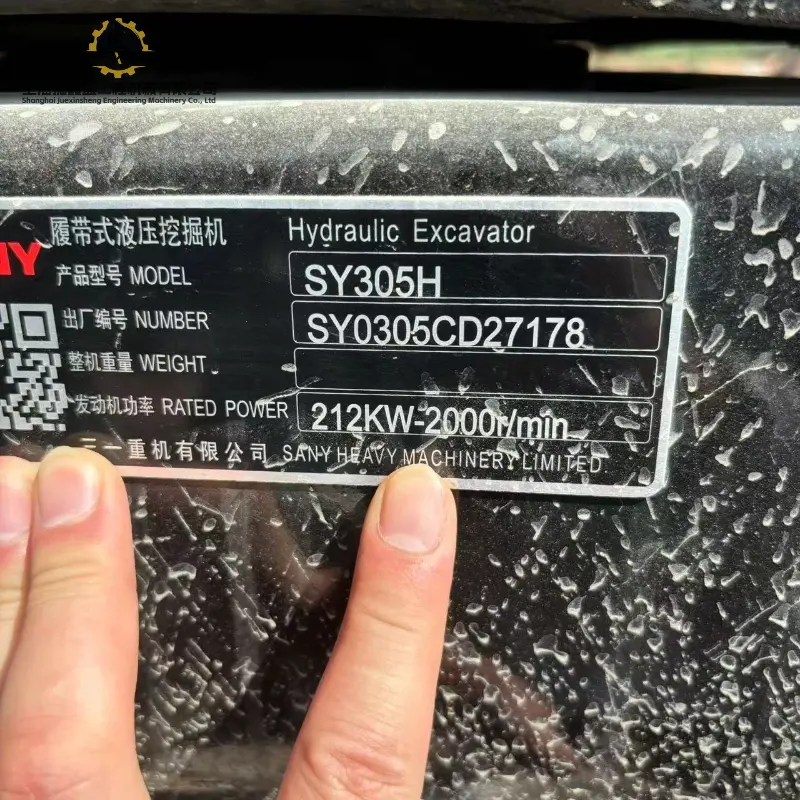 Shanghai Juexinsheng Engineering Machinery Co., Ltd
履带式液压挖掘机 Hydraulic Excavator
产品型号 MODEL SY305H
出厂编号 NUMBER SY0305CD27178
整机重量 WEIGHT
发动机功率 RATED POWER 212KW-2000r/min
三一重机有限公司 SANY HEAVY MACHINERY LIMITED